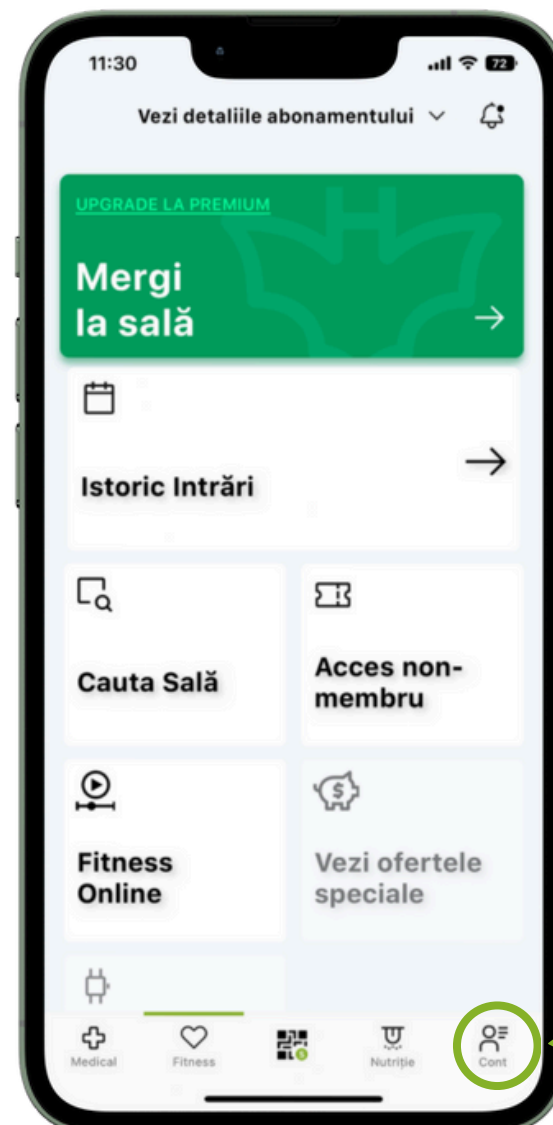 11:30
72
Vezi detaliile abonamentului
UPGRADE LA PREMIUM
Mergi
la sală
Istoric Intrări
Cauta Sală
Acces non-
membru
Fitness
Online
Vezi ofertele
speciale
Medical
Fitness
Nutriție
Cont